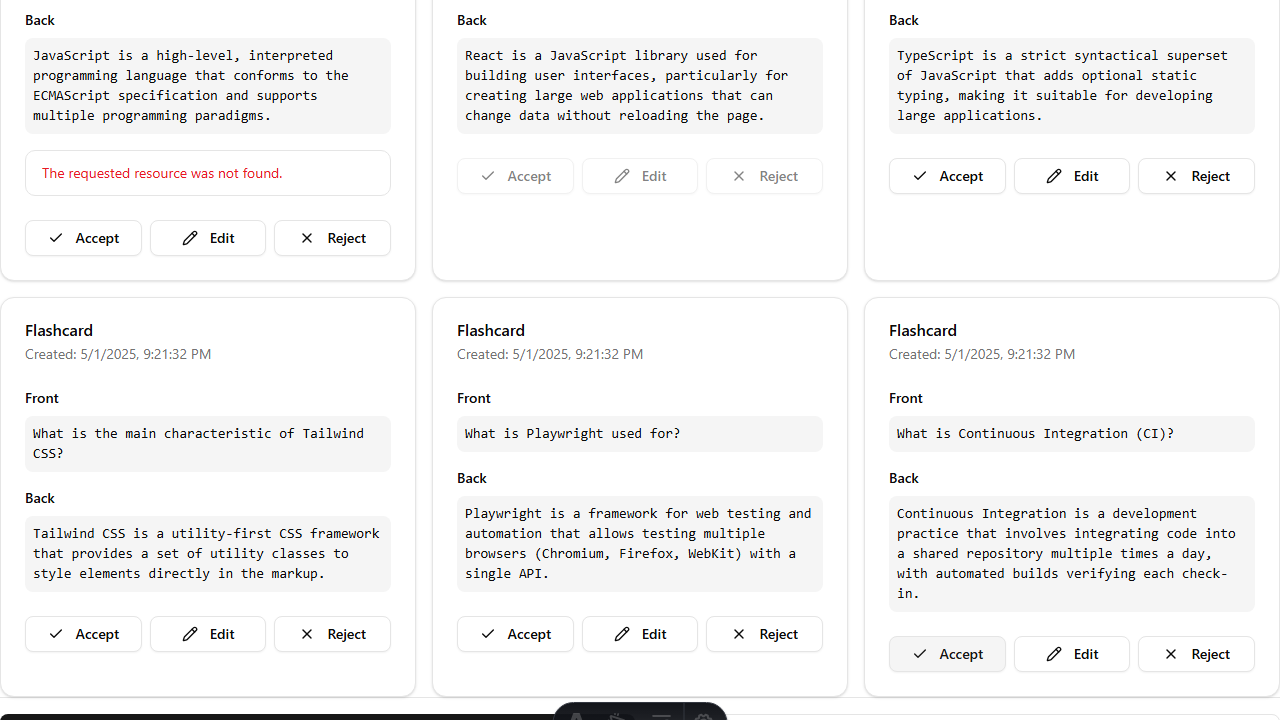 Back
JavaScript is a high-level, interpreted
programming language that conforms to the
ECMAScript specification and supports
multiple programming paradigms.
The requested resource was not found.
Accept
Edit
Reject
Back
React is a JavaScript library used for
building user interfaces, particularly for
creating large web applications that can
change data without reloading the page.
Accept
Edit
Reject
Back
TypeScript is a strict syntactical superset
of JavaScript that adds optional static
typing, making it suitable for developing
large applications.
Accept
Edit
Reject
Flashcard
Created: 5/1/2025, 9:21:32 PM
Front
What is the main characteristic of Tailwind
CSS?
Back
Tailwind CSS is a utility-first CSS framework
that provides a set of utility classes to
style elements directly in the markup.
Accept
Edit
Reject
Flashcard
Created: 5/1/2025, 9:21:32 PM
Front
What is Playwright used for?
Back
Playwright is a framework for web testing and
automation that allows testing multiple
browsers (Chromium, Firefox, WebKit) with a
single API.
Accept
Edit
Reject
Flashcard
Created: 5/1/2025, 9:21:32 PM
Front
What is Continuous Integration (CI)?
Back
Continuous Integration is a development
practice that involves integrating code into
a shared repository multiple times a day,
with automated builds verifying each check-
in.
Accept
Edit
Reject